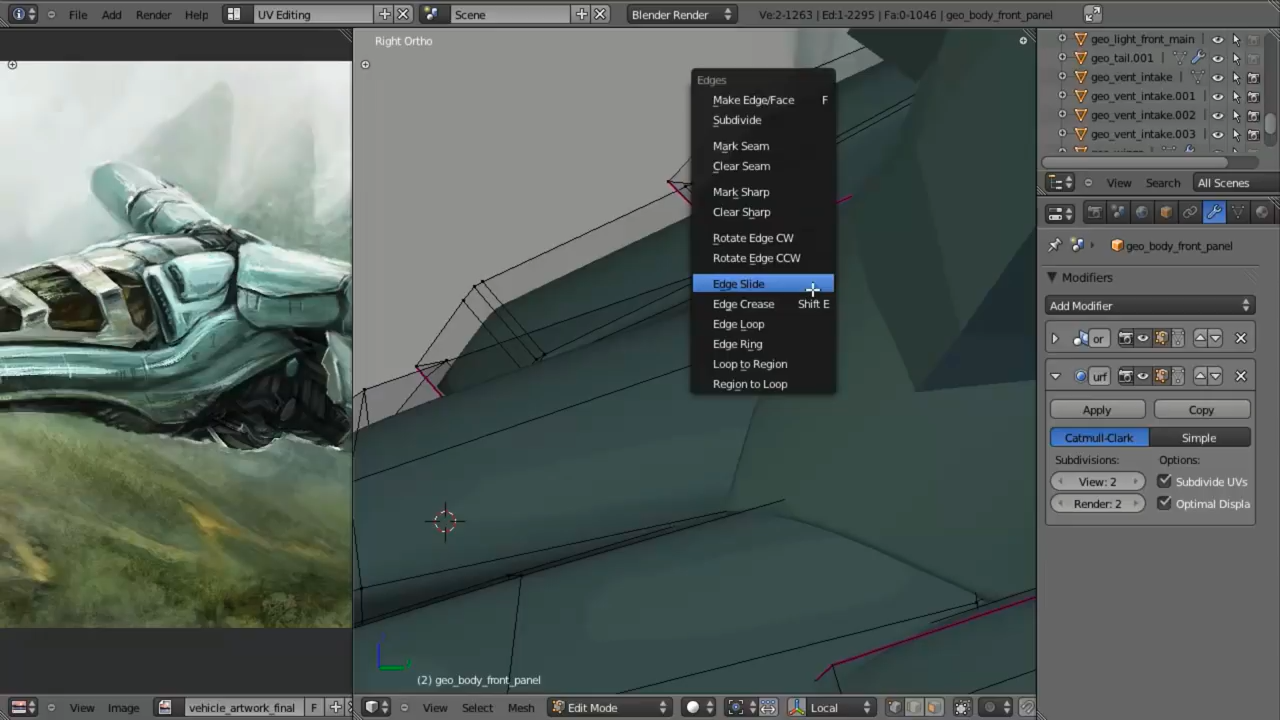 File Add Render Help UV Editing Scene Blender Render Ve:2-1263 | Ed:1-2295 | Fa:0-1046 | geo_body_front_panel
Right Ortho
Edges
Make Edge/Face F
Subdivide
Mark Seam
Clear Seam
Mark Sharp
Clear Sharp
Rotate Edge CW
Rotate Edge CCW
Edge Slide
Edge Crease Shift E
Edge Loop
Edge Ring
Loop to Region
Region to Loop
geo_light_front_main
geo_tail.001
geo_vent_intake
geo_vent_intake.001
geo_vent_intake.002
geo_vent_intake.003
View Search All Scenes
geo_body_front_panel
Modifiers
Add Modifier
or
urf
Apply Copy
Catmull-Clark Simple
Subdivisions: Options:
View: 2 Subdivide UVs
Render: 2 Optimal Displa
(2) geo_body_front_panel
View Image vehicle_artwork_final F
View Select Mesh Edit Mode Local